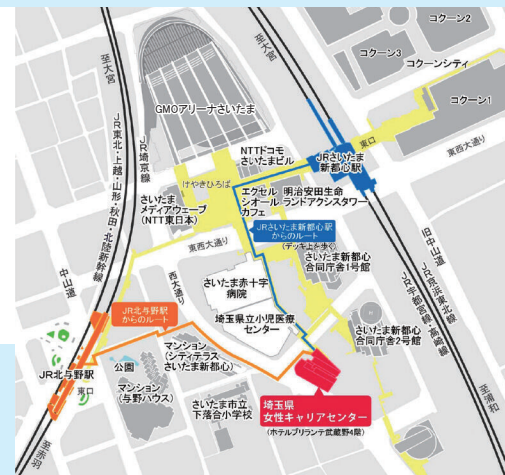 コクーン2
コクーン3
コクーンシティ
コクーン1
至大宮
至大宮
GMOアリーナさいたま
JR埼京線
JR東北・上越・山形・秋田・北陸新幹線
NTTドコモ
さいたまビル
東口
JRさいたま
新都心駅
東西大通り
けやきひろば
エクセル
シオール
カフェ
明治安田生命
ランドアクシスタワー
さいたま
メディアウェーブ
(NTT東日本)
JRさいたま新都心駅
からのルート
(デッキ上を歩く)
東西大通り
中山道
西大通り
さいたま新都心
合同庁舎1号館
旧中山道
JR京浜東北線
JR宇都宮線・高崎線
さいたま赤十字
病院
埼玉県立小児医療
センター
JR北与野駅
からのルート
さいたま新都心
合同庁舎2号館
マンション
(シティテラス
さいたま新都心)
公園
JR北与野駅
東口
マンション
(与野ハウス)
さいたま市立
下落合小学校
埼玉県
女性キャリアセンター
(ホテルブリランテ武蔵野4階)
至赤羽
至浦和